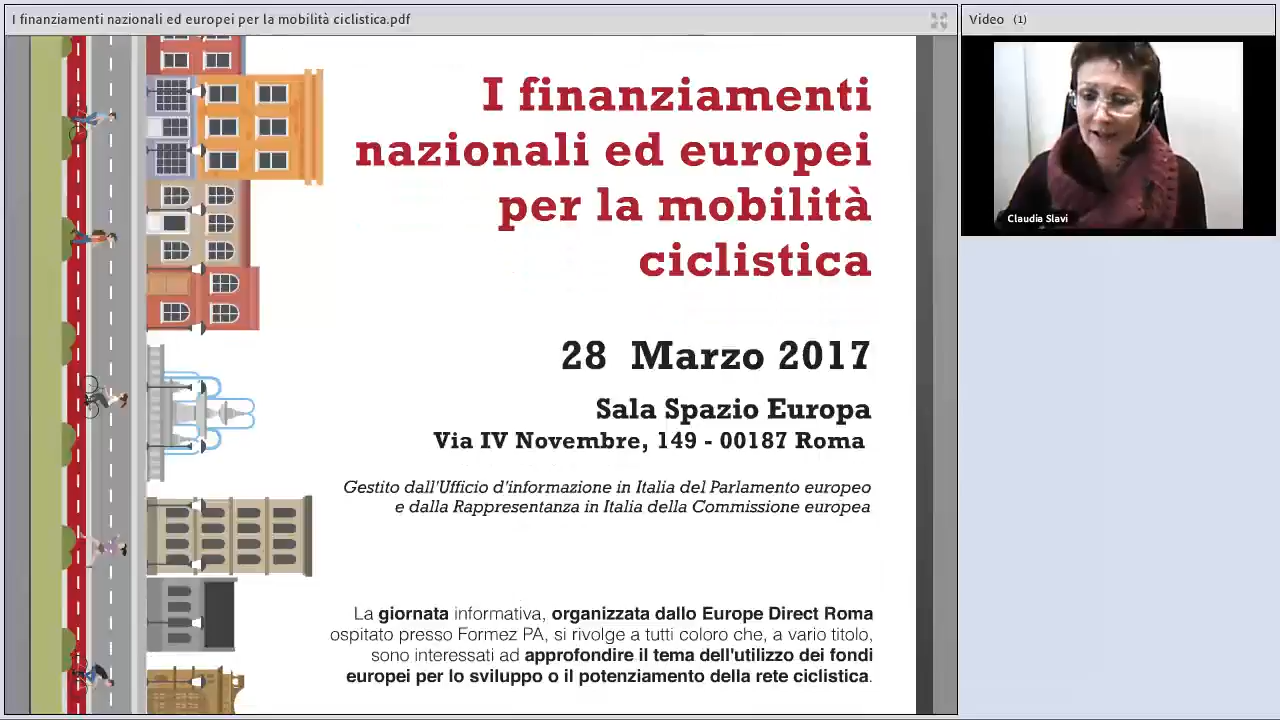 I finanziamenti nazionali ed europei per la mobilità ciclistica.pdf
Video (1)
I finanziamenti
nazionali ed europei
per la mobilità
ciclistica
28 Marzo 2017
Sala Spazio Europa
Via IV Novembre, 149 - 00187 Roma
Gestito dall'Ufficio d'informazione in Italia del Parlamento europeo
e dalla Rappresentanza in Italia della Commissione europea
La giornata informativa, organizzata dallo Europe Direct Roma
ospitato presso Formez PA, si rivolge a tutti coloro che, a vario titolo,
sono interessati ad approfondire il tema dell'utilizzo dei fondi
europei per lo sviluppo o il potenziamento della rete ciclistica.
Claudia Slavi